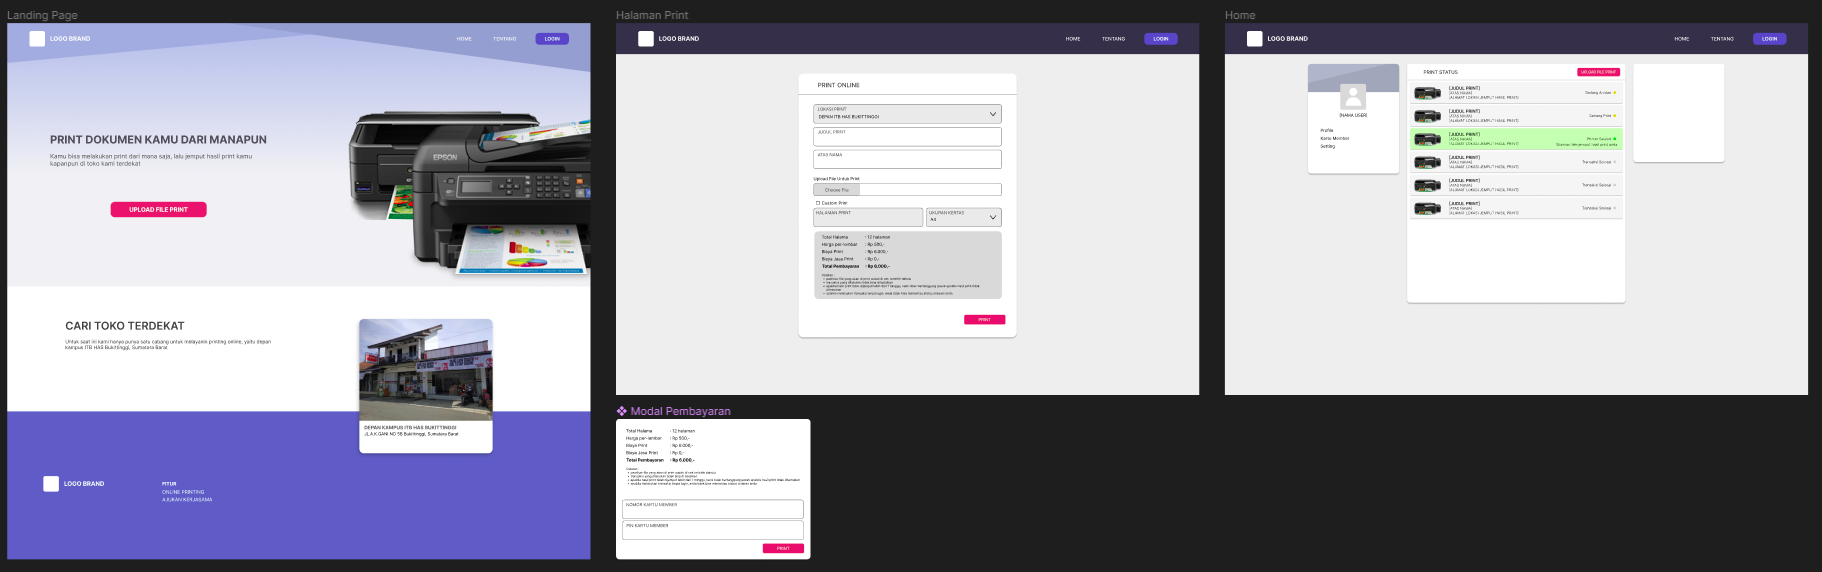 Landing Page
LOGO BRAND
HOME
TENTANG
LOGIN
PRINT DOKUMEN KAMU DARI MANAPUN
Kamu bisa melakukan print dari mana saja, lalu jemput hasil print kamu
kapanpun di toko kami terdekat
UPLOAD FILE PRINT
EPSON
CARI TOKO TERDEKAT
Untuk saat ini kami hanya punya satu cabang untuk melayanin printing online, yaitu depan
kampus ITB HAS Bukittinggi, Sumatara Barat
DEPAN KAMPUS ITB HAS BUKITTINGGI
JL.A.K.GANI NO 5B Bukittinggi, Sumatara Barat
LOGO BRAND
FITUR
ONLINE PRINTING
AJUKAN KERJASAMA
Halaman Print
LOGO BRAND
HOME
TENTANG
LOGIN
PRINT ONLINE
LOKASI PRINT
DEPAN ITB HAS BUKITTINGGI
JUDUL PRINT
ATAS NAMA
Upload File Untuk Print
Choose File
Custom Print
HALAMAN PRINT
UKURAN KERTAS
A4
Total Halama : 12 halaman
Harga per-lembar : Rp 500,-
Biaya Print : Rp 6.000,-
Biaya Jasa Print : Rp 0,-
Total Pembayaran : Rp 6.000,-
PRINT
Modal Pembayaran
Total Halama : 12 halaman
Harga per-lembar : Rp 500,-
Biaya Print : Rp 6.000,-
Biaya Jasa Print : Rp 0,-
Total Pembayaran : Rp 6.000,-
NOMOR KARTU MEMBER
PIN KARTU MEMBER
PRINT
Home
LOGO BRAND
HOME
TENTANG
LOGIN
[NAMA USER]
Profile
Kartu Member
Setting
PRINT STATUS
UPLOAD FILE PRINT
[JUDUL PRINT]
[ATAS NAMA]
[ALAMAT LOKASI JEMPUT HASIL PRINT]
Sedang Antrian
[JUDUL PRINT]
[ATAS NAMA]
[ALAMAT LOKASI JEMPUT HASIL PRINT]
Sedang Print
[JUDUL PRINT]
[ATAS NAMA]
[ALAMAT LOKASI JEMPUT HASIL PRINT]
Printer Selesai
Silahkan Menjemput hasil print anda
[JUDUL PRINT]
[ATAS NAMA]
[ALAMAT LOKASI JEMPUT HASIL PRINT]
Transaksi Selesai
[JUDUL PRINT]
[ATAS NAMA]
[ALAMAT LOKASI JEMPUT HASIL PRINT]
Transaksi Selesai
[JUDUL PRINT]
[ATAS NAMA]
[ALAMAT LOKASI JEMPUT HASIL PRINT]
Transaksi Selesai